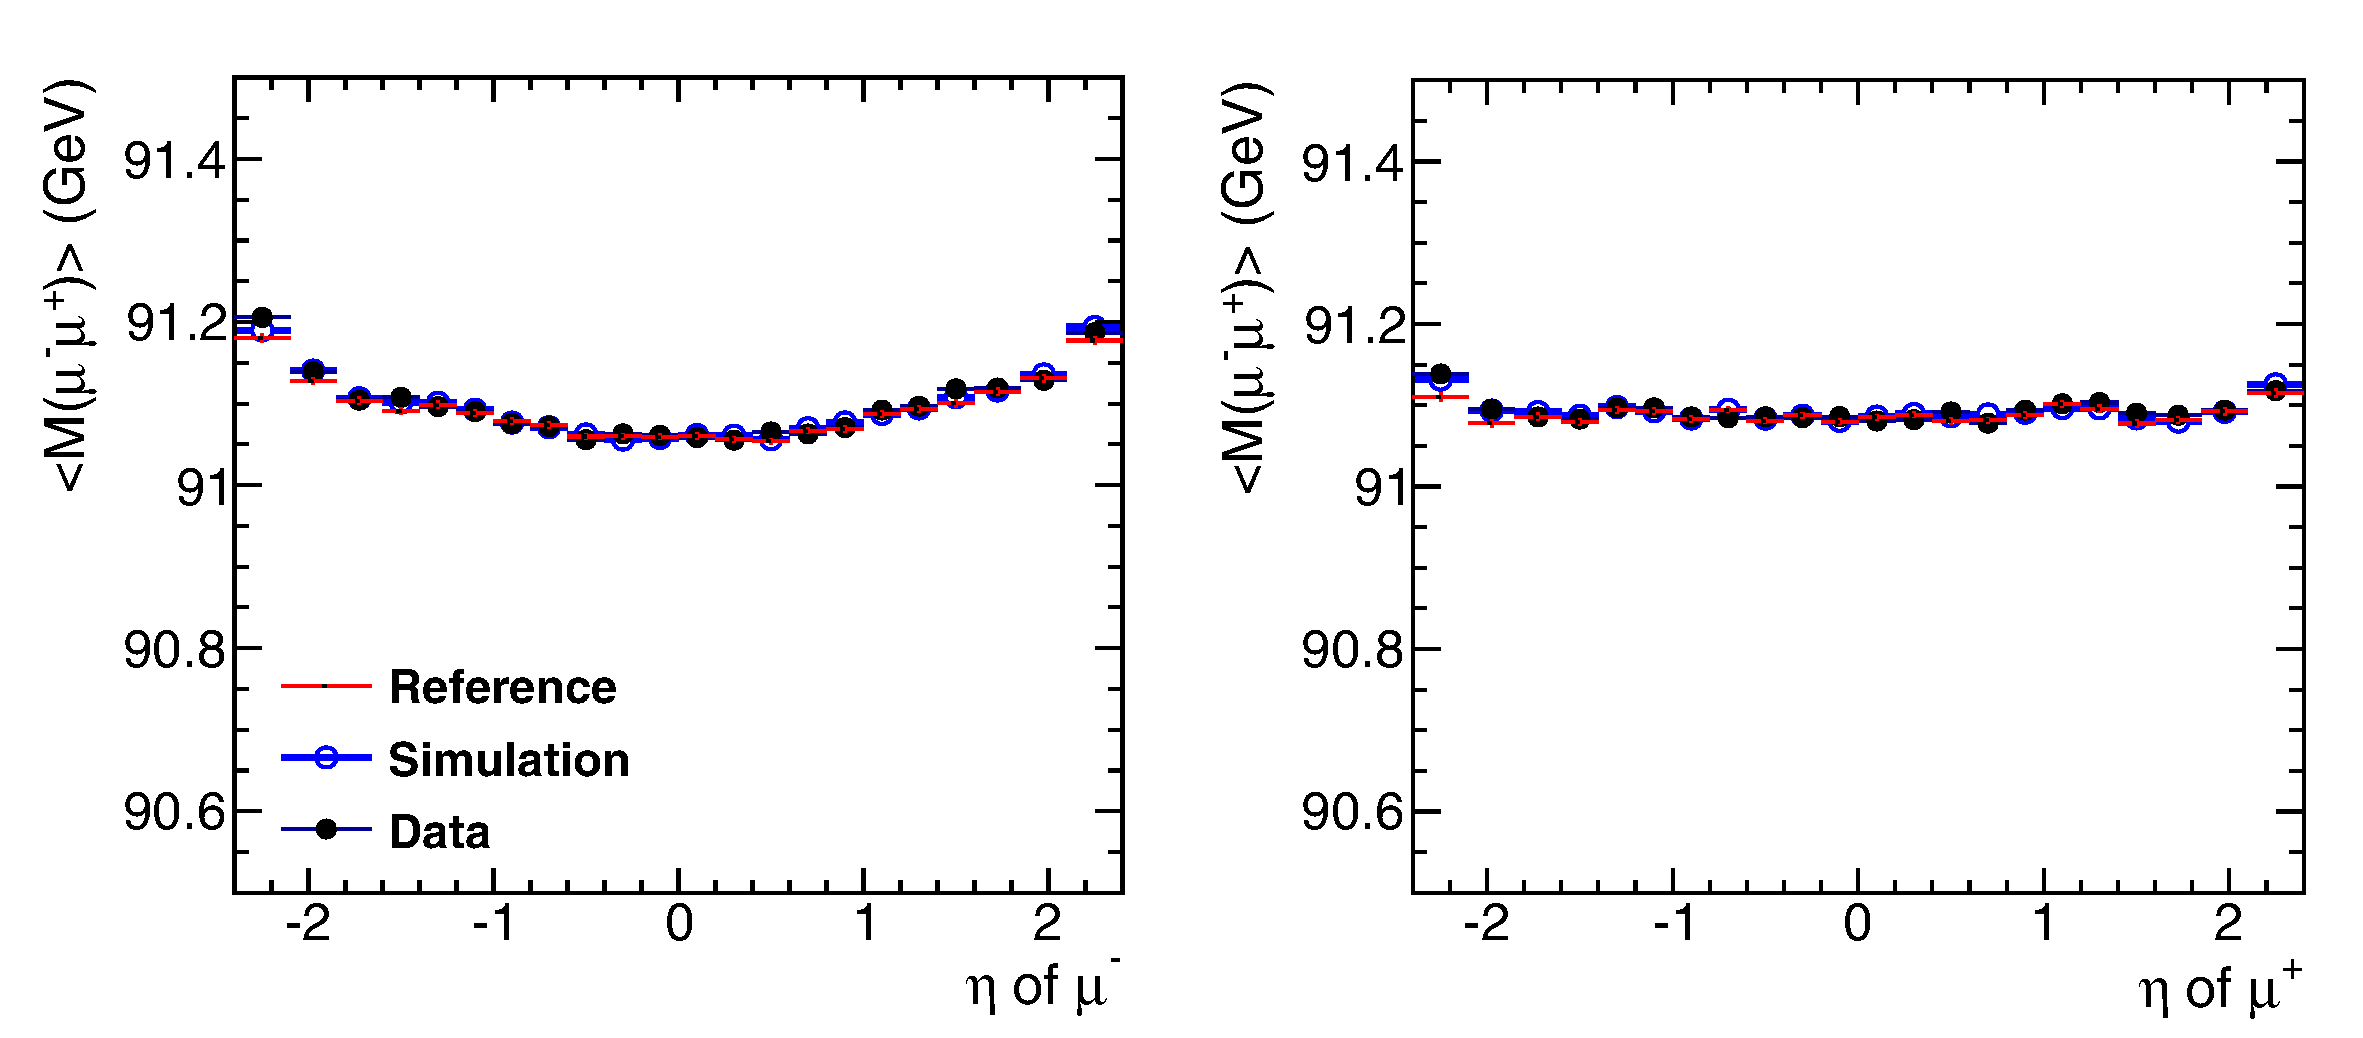 <M(μ⁻μ⁺)> (GeV)
91.4
91.2
91
90.8
90.6
Reference
Simulation
Data
-2 -1 0 1 2
η of μ⁻
<M(μ⁻μ⁺)> (GeV)
91.4
91.2
91
90.8
90.6
-2 -1 0 1 2
η of μ⁺